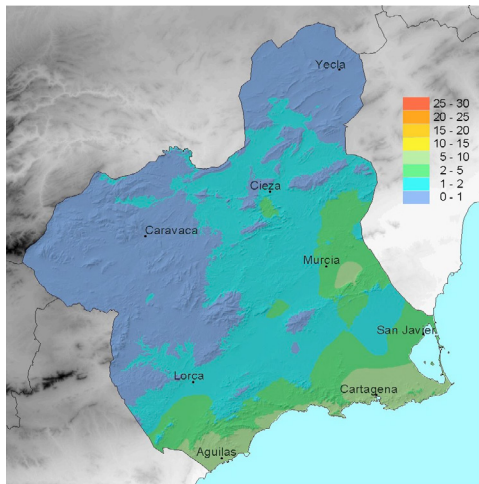 Yecla
25 - 30
20 - 25
15 - 20
10 - 15
5 - 10
2 - 5
1 - 2
0 - 1
Cieza
Caravaca
Murcia
San Javier
Lorca
Cartagena
Aguilas